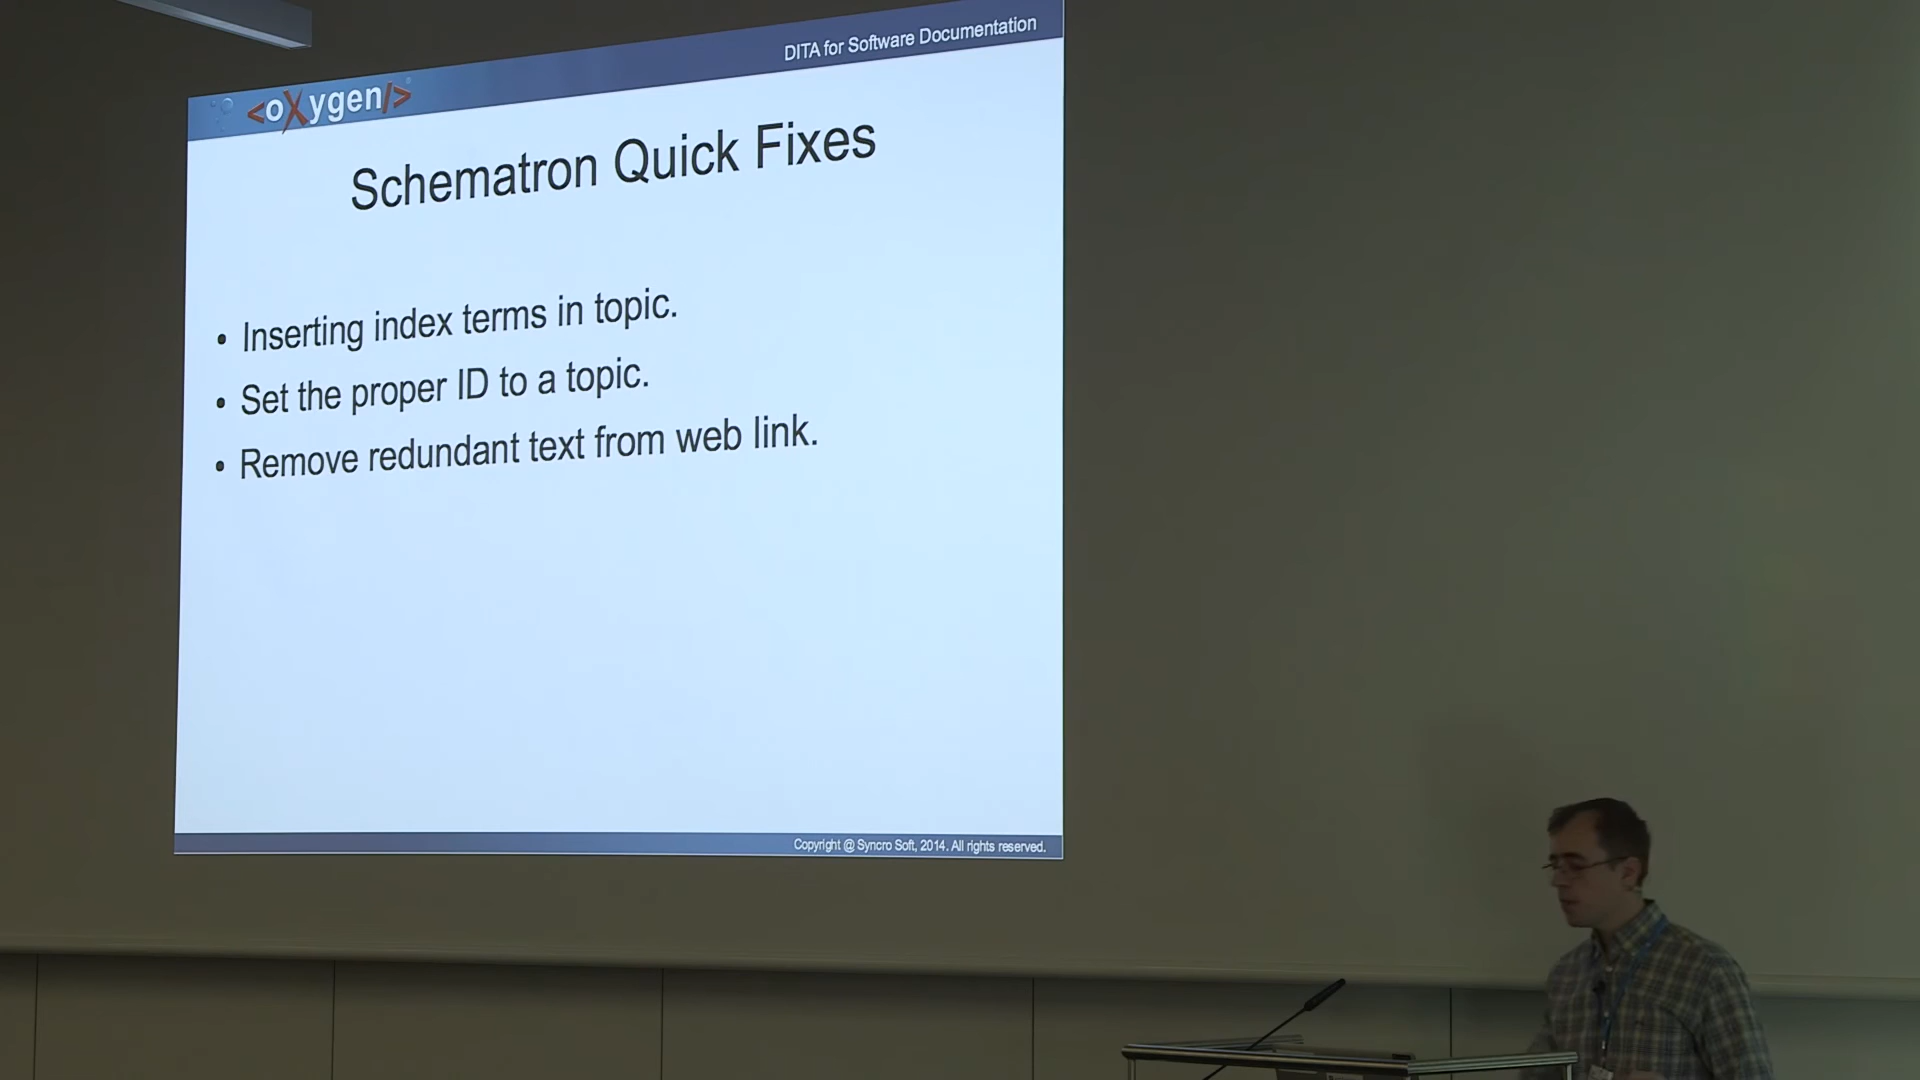 DITA for Software Documentation
<oXygen/>
Schematron Quick Fixes
• Inserting index terms in topic.
• Set the proper ID to a topic.
• Remove redundant text from web link.
Copyright @ Syncro Soft, 2014. All rights reserved.